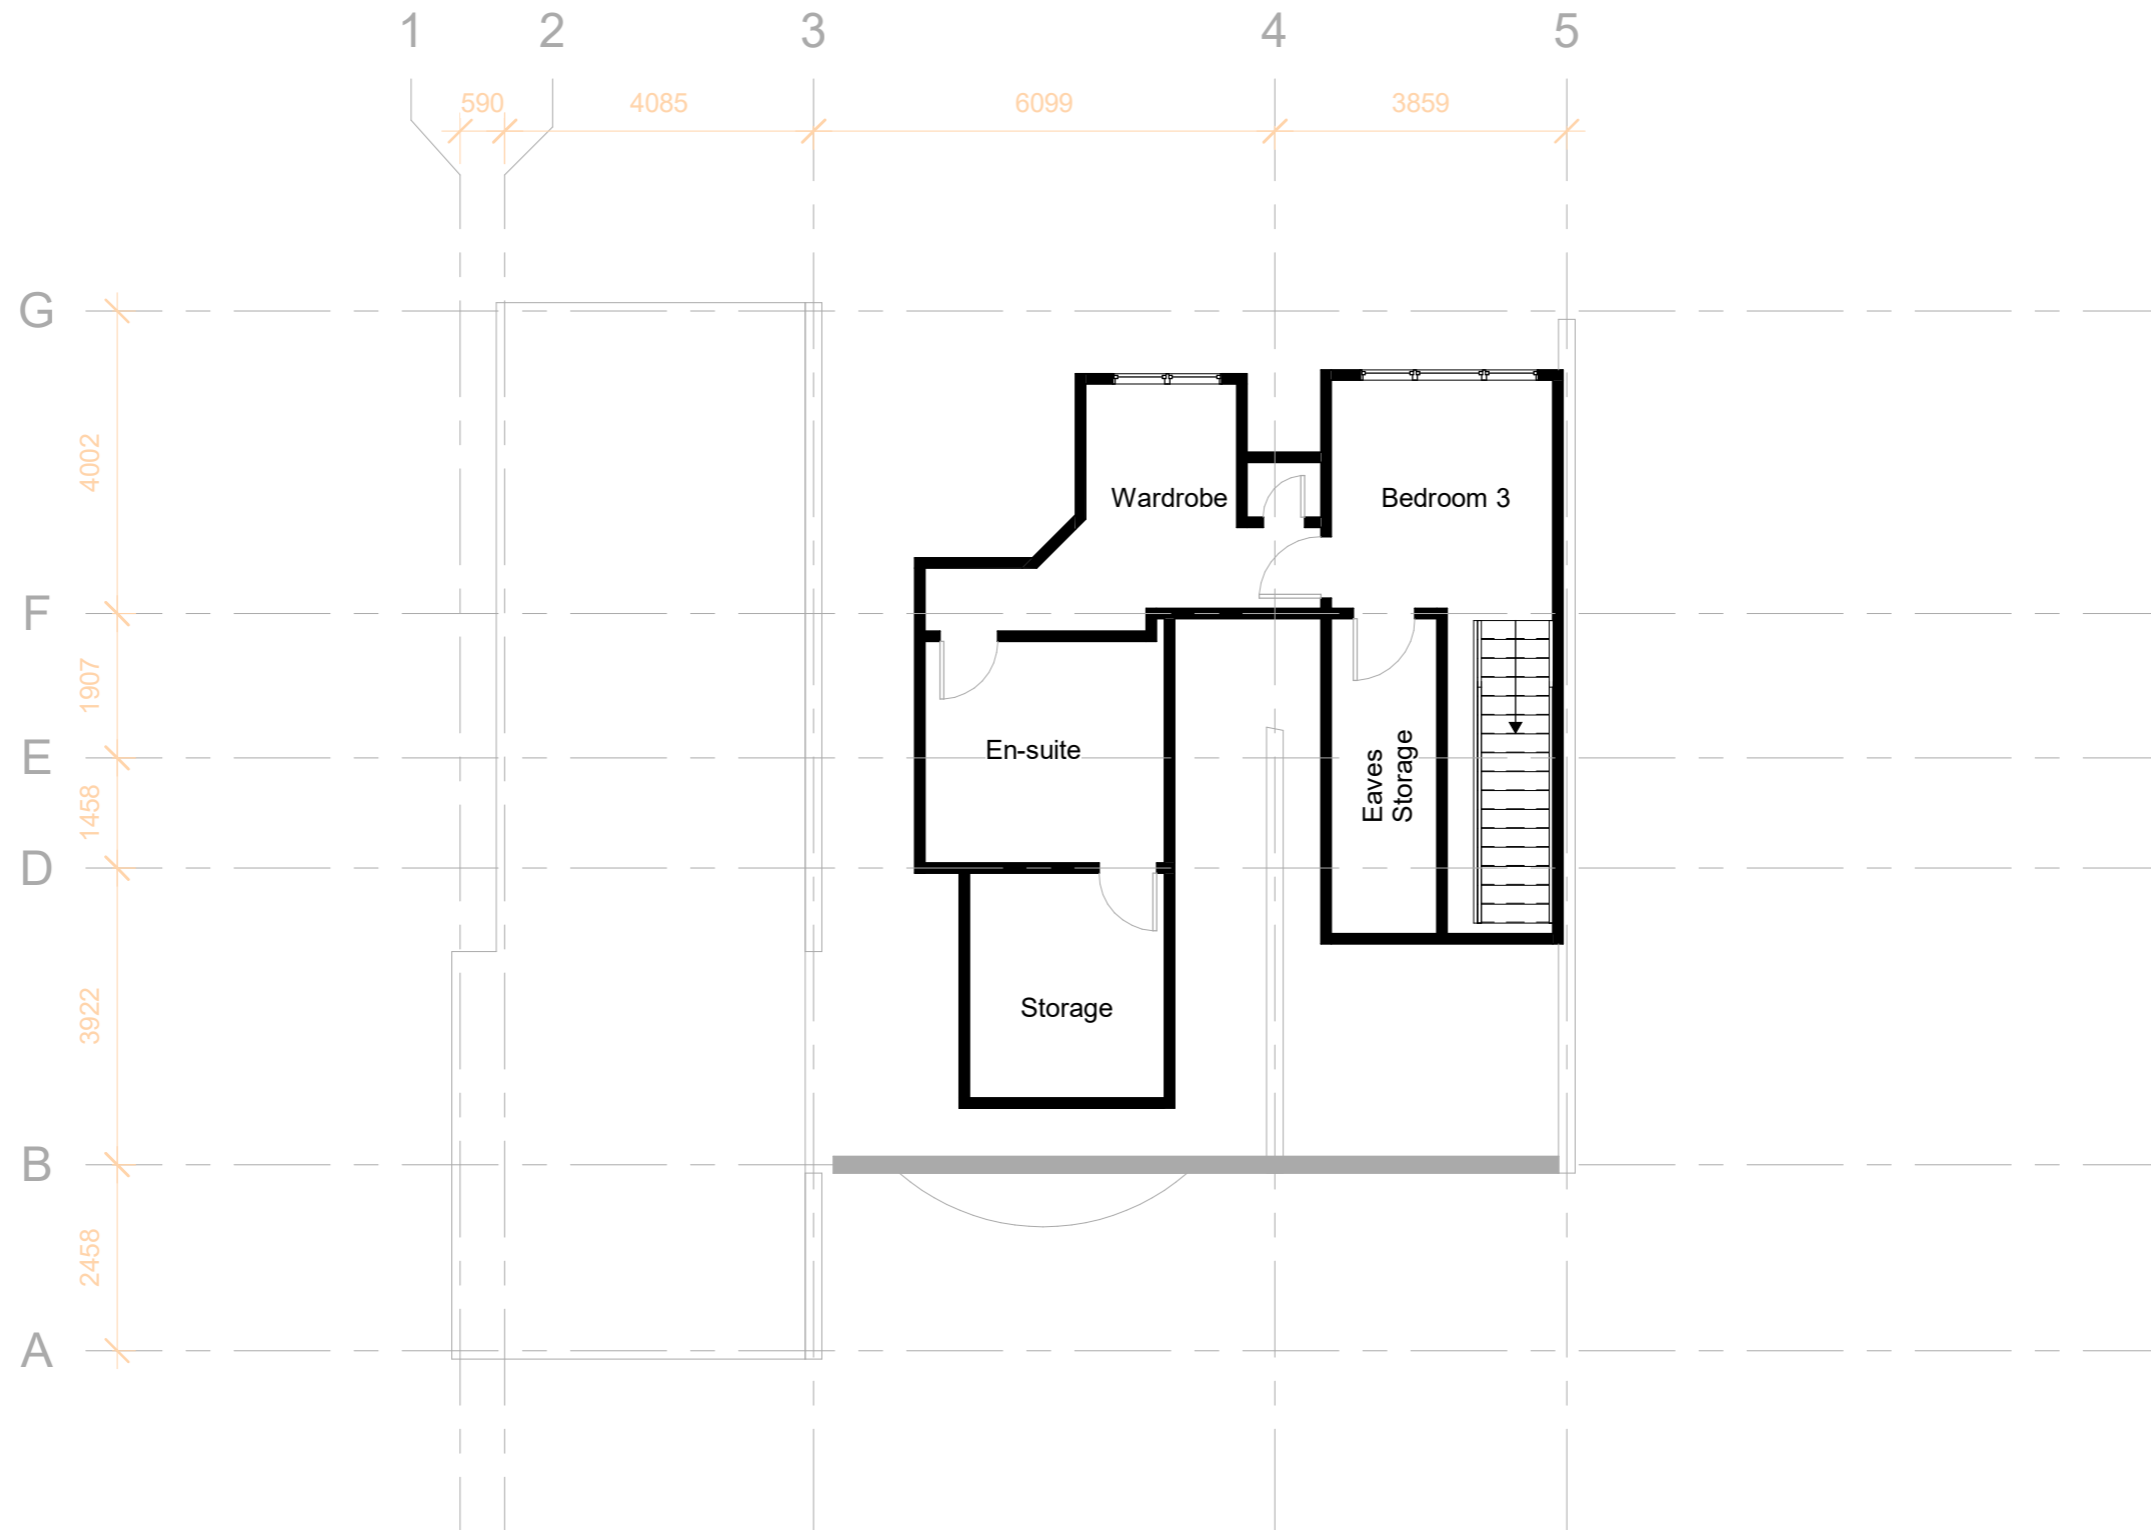 1 2 3 4 5
590 4085 6099 3859
G
4002
Wardrobe Bedroom 3
F
1907
En-suite
E
Eaves
Storage
1458
D
3922
Storage
B
2458
A